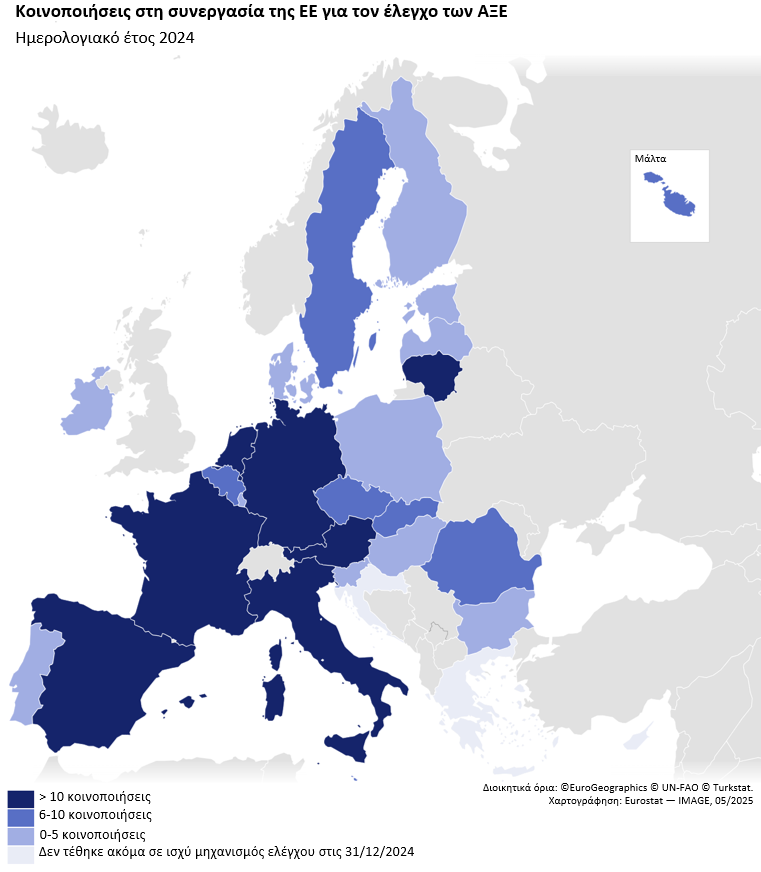 Κοινοποιήσεις στη συνεργασία της ΕΕ για τον έλεγχο των ΑΞΕ
Ημερολογιακό έτος 2024
Μάλτα
Διοικητικά όρια: ©EuroGeographics © UN-FAO © Turkstat.
Χαρτογράφηση: Eurostat — IMAGE, 05/2025
> 10 κοινοποιήσεις
6-10 κοινοποιήσεις
0-5 κοινοποιήσεις
Δεν τέθηκε ακόμα σε ισχύ μηχανισμός ελέγχου στις 31/12/2024